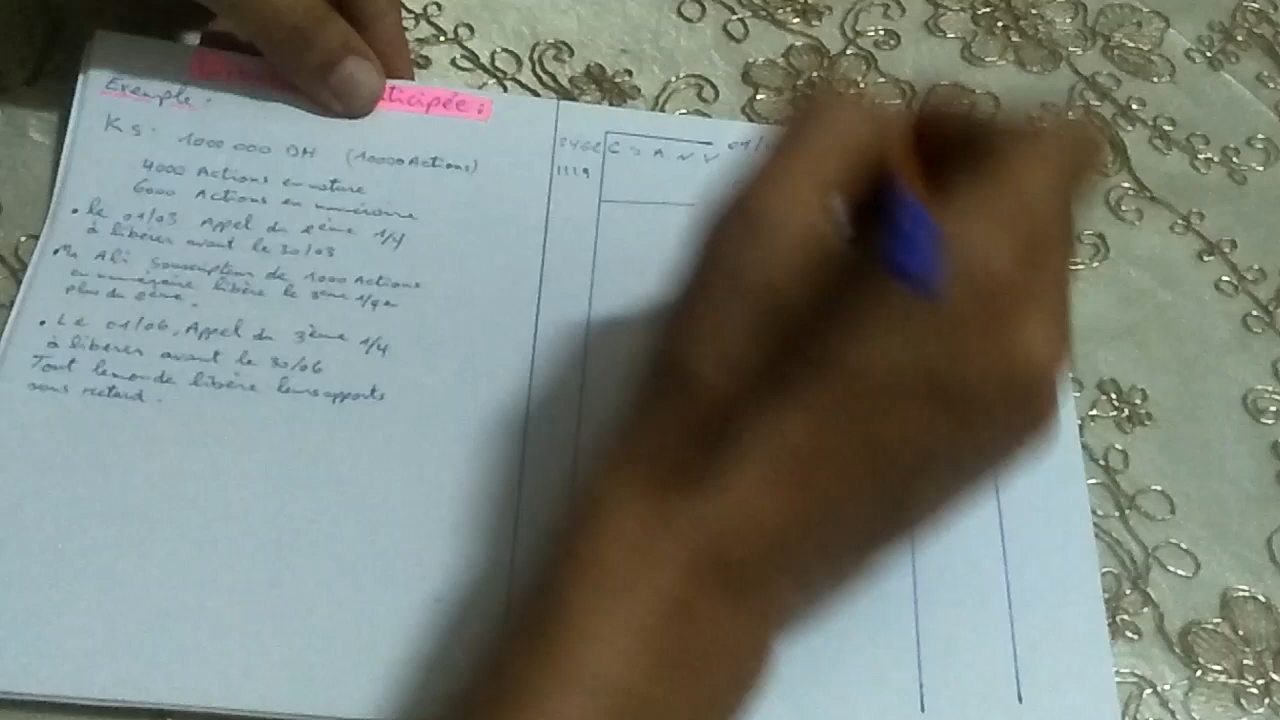 ticipée :
Exemple :
Ks : 1000 000 DH (10000 Actions)
4000 Actions en nature
6000 Actions en numéraire
• Le 01/03 Appel du 2ème 1/4
à libérer avant le 30/03
• Mr Ali souscripteur de 1000 Actions
en numéraire libère le 3ème 1/4 en
plus du 2ème.
• Le 01/06, Appel du 3ème 1/4
à libérer avant le 30/06
Tout le monde libère leurs apports
sans retard.
3462 C S A N V 01/
1119